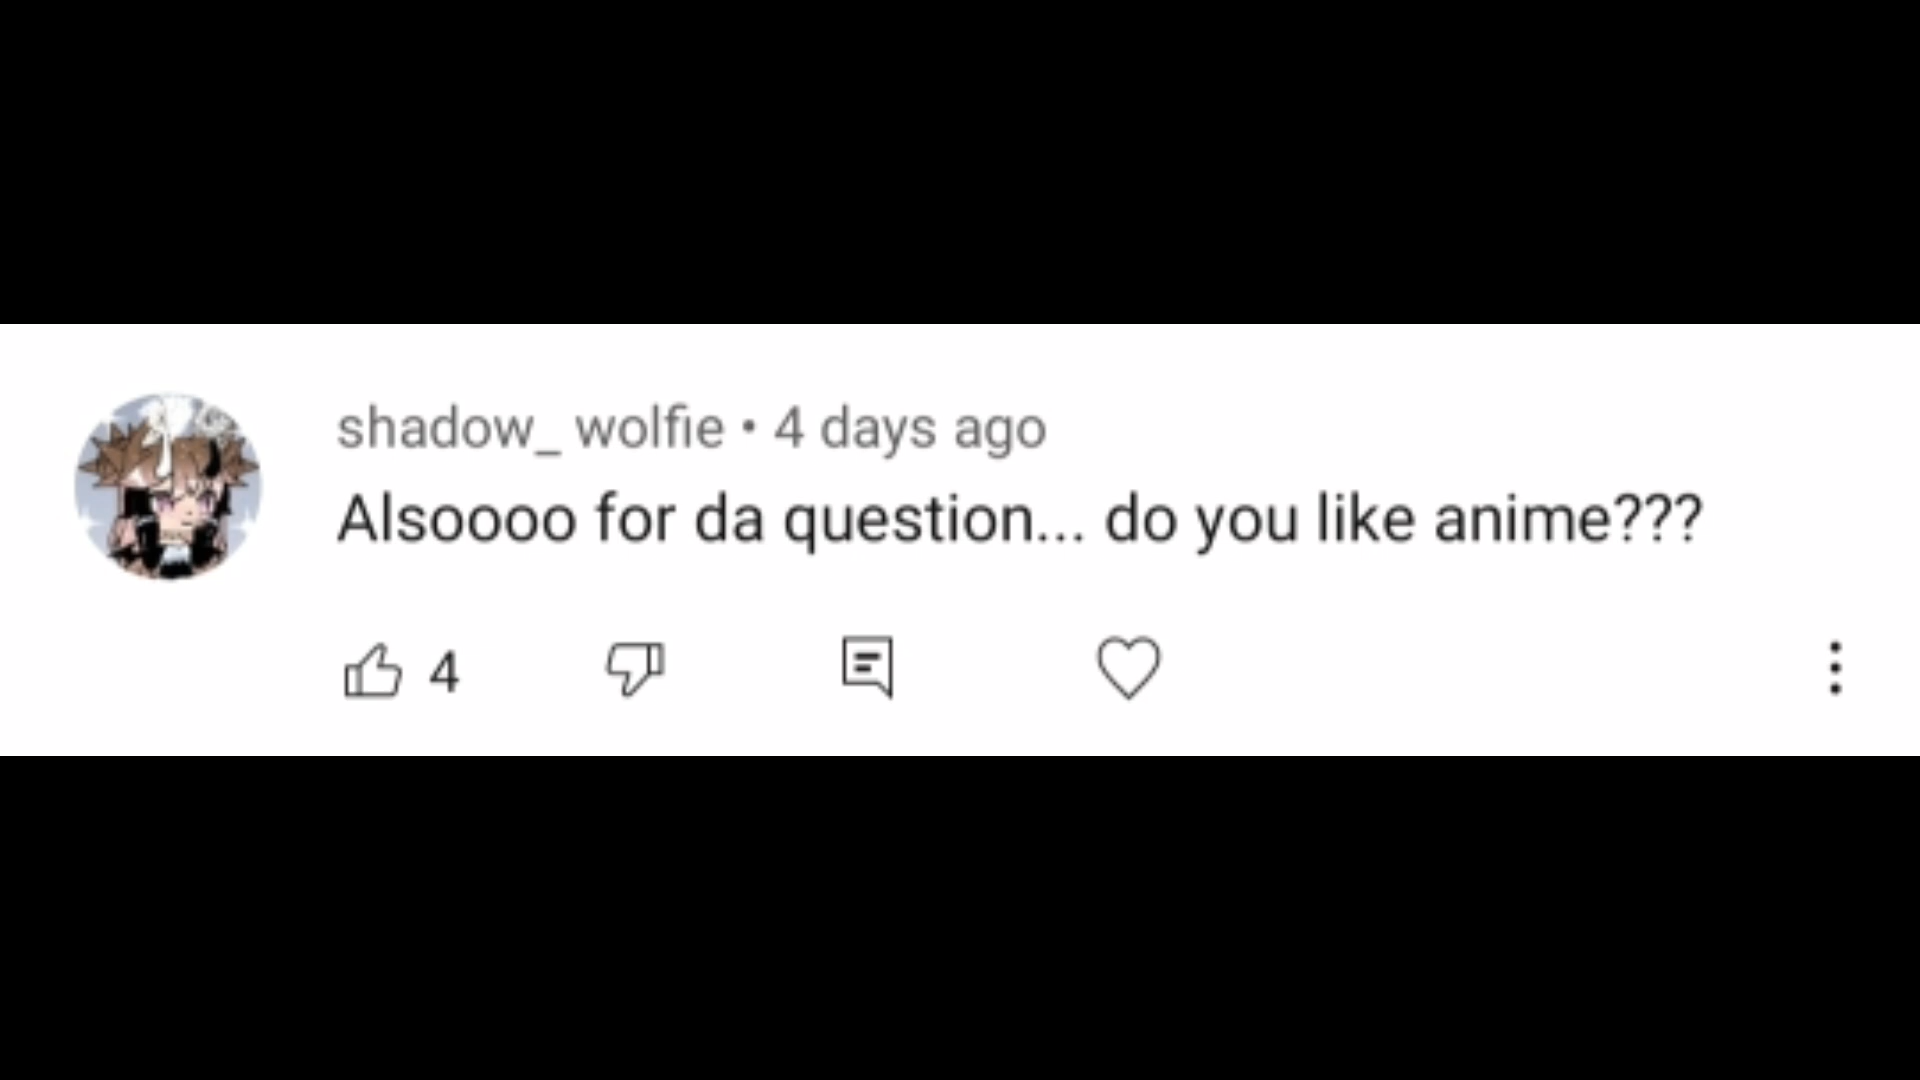 shadow_ wolfie • 4 days ago
Alsoooo for da question... do you like anime???
4